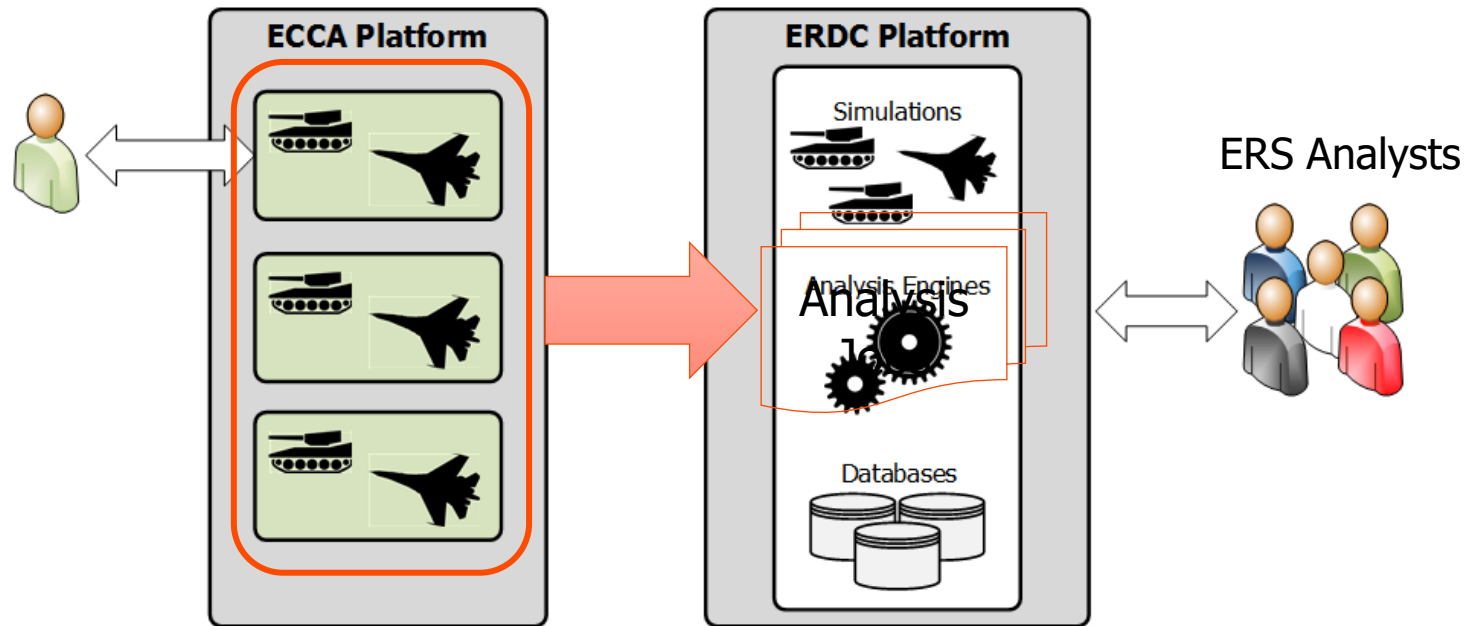 ECCA Platform
ERDC Platform
Simulations
ERS Analysts
Analysis Engines
Analysis
Databases